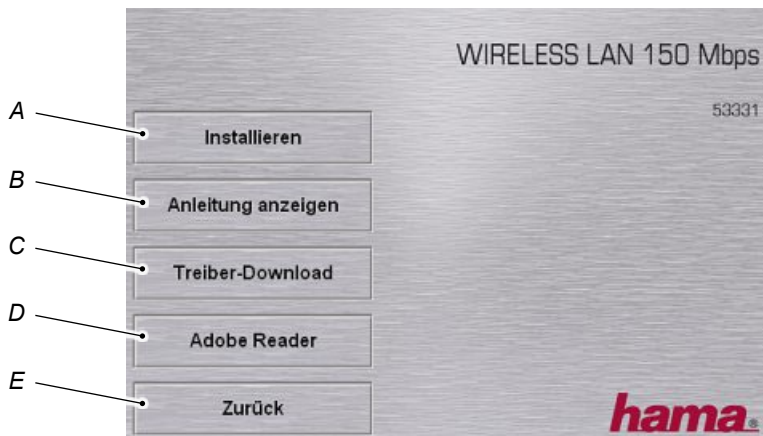 WIRELESS LAN 150 Mbps
53331
A
Installieren
B
Anleitung anzeigen
C
Treiber-Download
D
Adobe Reader
E
Zurück
hama®